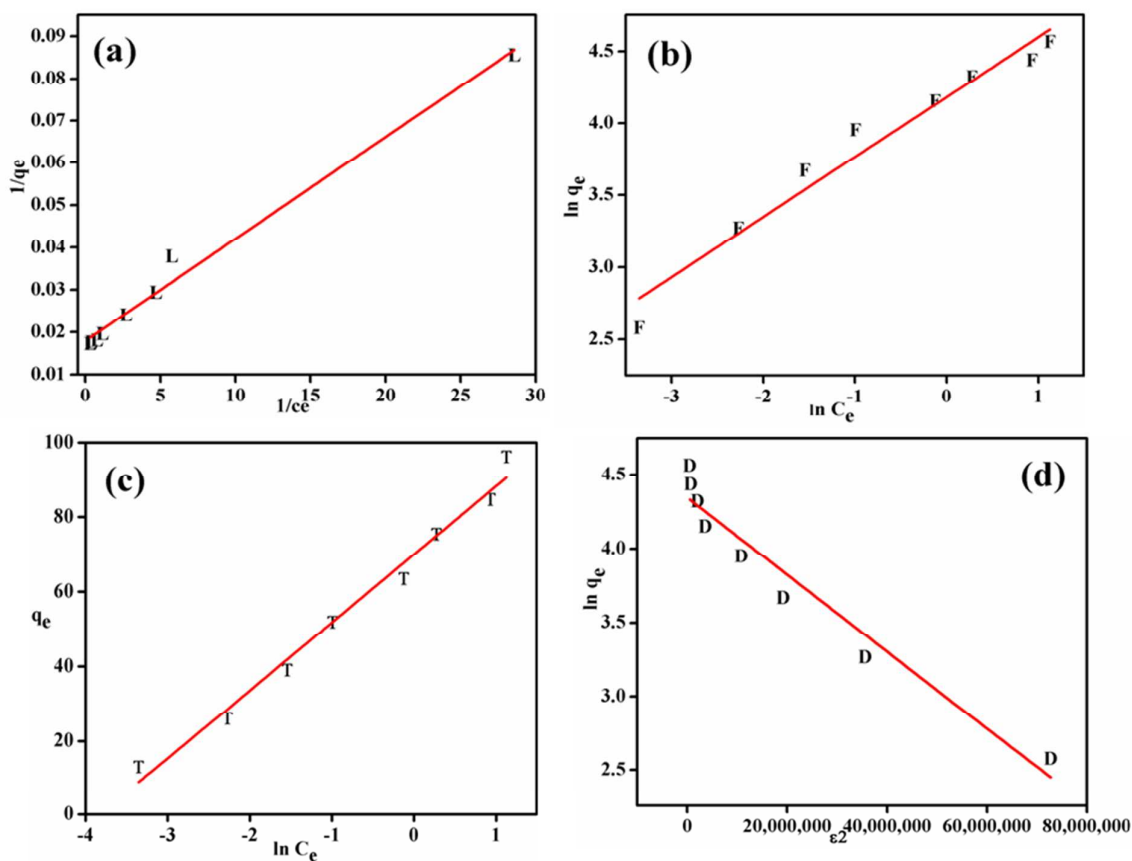 (a)
0.09
0.08
0.07
0.06
0.05
0.04
0.03
0.02
0.01
1/qe
L
L
L
L
L
L
L
L
0 5 10 15 20 25 30
1/ce
(b)
4.5
4.0
3.5
3.0
2.5
ln qe
F
F
F
F
F
F
F
F
-3 -2 -1 0 1
ln Ce
(c)
100
80
60
40
20
0
qe
T
T
T
T
T
T
T
T
-4 -3 -2 -1 0 1
ln Ce
(d)
4.5
4.0
3.5
3.0
2.5
ln qe
D
D
D
D
D
D
D
D
0 20,000,000 40,000,000 60,000,000 80,000,000
ε2